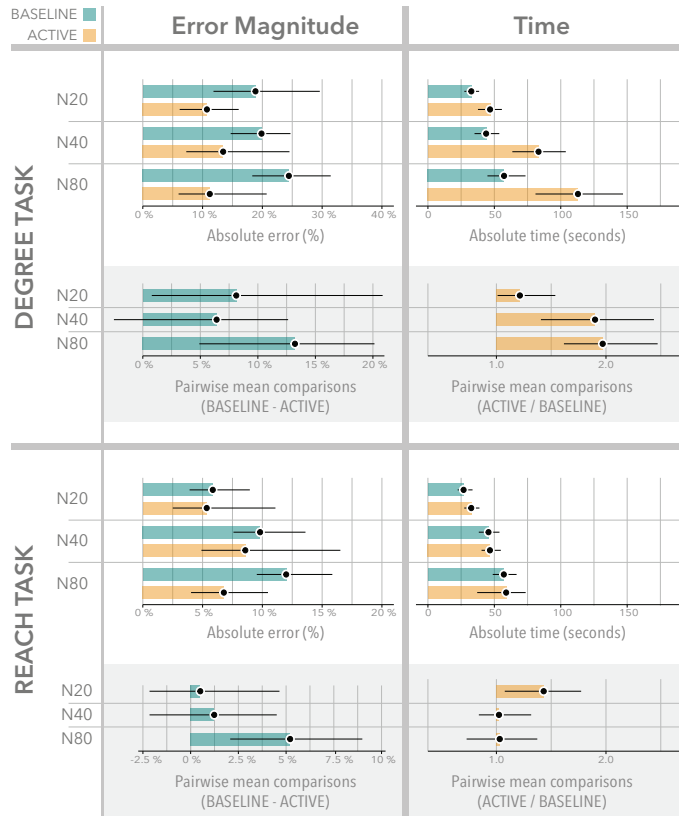 BASELINE
ACTIVE
Error Magnitude
Time
DEGREE TASK
N20
N40
N80
0 %
10 %
20 %
30 %
40 %
Absolute error (%)
0
50
100
150
Absolute time (seconds)
N20
N40
N80
0 %
5 %
10 %
15 %
20 %
Pairwise mean comparisons
(BASELINE - ACTIVE)
1.0
2.0
Pairwise mean comparisons
(ACTIVE / BASELINE)
REACH TASK
N20
N40
N80
0 %
5 %
10 %
15 %
20 %
Absolute error (%)
0
50
100
150
Absolute time (seconds)
N20
N40
N80
-2.5 %
0 %
2.5 %
5 %
7.5 %
10 %
Pairwise mean comparisons
(BASELINE - ACTIVE)
1.0
2.0
Pairwise mean comparisons
(ACTIVE / BASELINE)